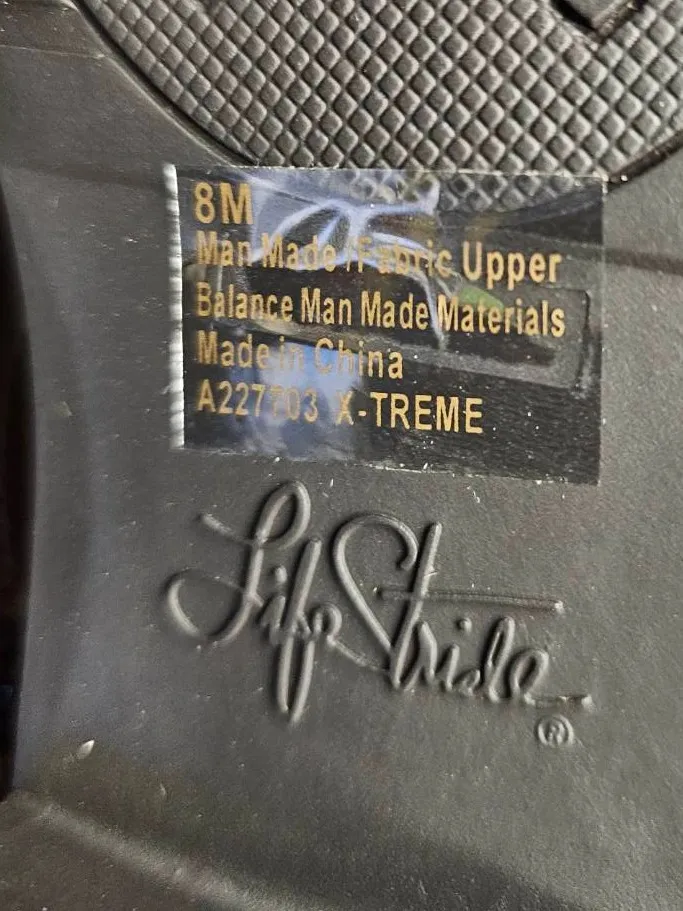 8M
Man Made/Fabric Upper
Balance Man Made Materials
Made in China
A227703 X-TREME
LifeStride
®